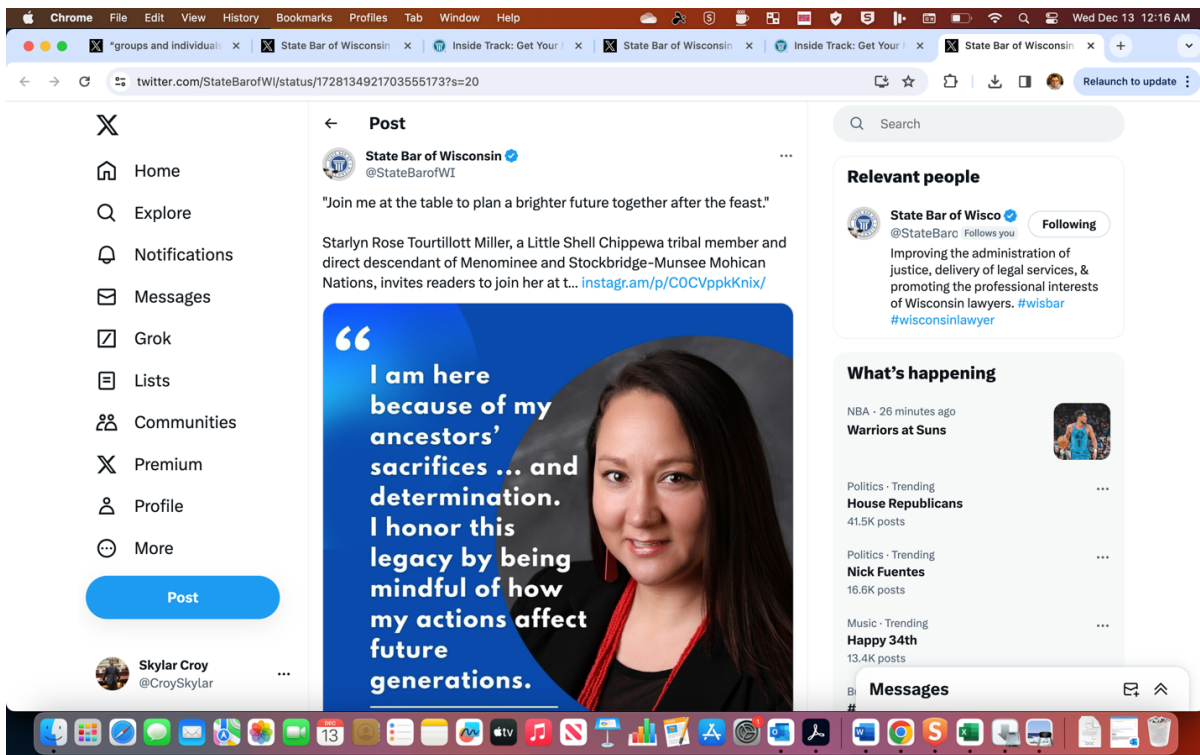 Chrome File Edit View History Bookmarks Profiles Tab Window Help Wed Dec 13 12:16 AM
"groups and individuals State Bar of Wisconsin Inside Track: Get Your State Bar of Wisconsin Inside Track: Get Your State Bar of Wisconsin
twitter.com/StateBarofWI/status/1728134921703555173?s=20 Relaunch to update
Home
Explore
Notifications
Messages
Grok
Lists
Communities
Premium
Profile
More
Post
Skylar Croy
@CroySkylar
Post
State Bar of Wisconsin
@StateBarofWI
"Join me at the table to plan a brighter future together after the feast."
Starlyn Rose Tourtillott Miller, a Little Shell Chippewa tribal member and
direct descendant of Menominee and Stockbridge-Munsee Mohican
Nations, invites readers to join her at t... instagr.am/p/C0CVppkKnix/
“
I am here
because of my
ancestors’
sacrifices ... and
determination.
I honor this
legacy by being
mindful of how
my actions affect
future
generations.
Search
Relevant people
State Bar of Wisco
@StateBarc Follows you
Following
Improving the administration of
justice, delivery of legal services, &
promoting the professional interests
of Wisconsin lawyers. #wisbar
#wisconsinlawyer
What's happening
NBA · 26 minutes ago
Warriors at Suns
Politics · Trending
House Republicans
41.5K posts
Politics · Trending
Nick Fuentes
16.6K posts
Music · Trending
Happy 34th
13.4K posts
Messages
DEC
13
tv